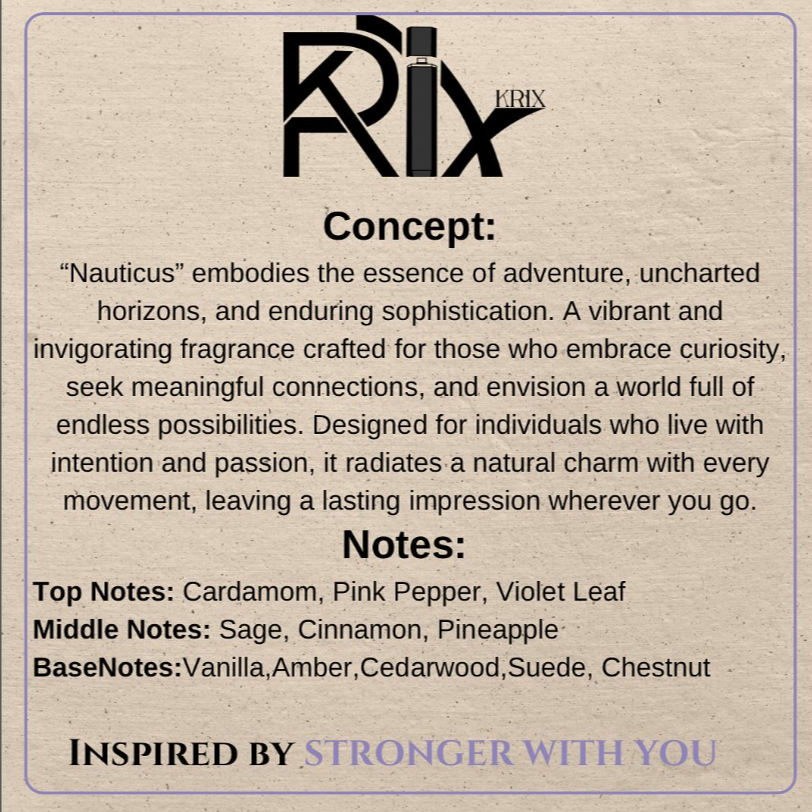 KRIX
KRIX
Concept:
“Nauticus” embodies the essence of adventure, uncharted
horizons, and enduring sophistication. A vibrant and
invigorating fragrance crafted for those who embrace curiosity,
seek meaningful connections, and envision a world full of
endless possibilities. Designed for individuals who live with
intention and passion, it radiates a natural charm with every
movement, leaving a lasting impression wherever you go.
Notes:
Top Notes: Cardamom, Pink Pepper, Violet Leaf
Middle Notes: Sage, Cinnamon, Pineapple
BaseNotes:Vanilla,Amber,Cedarwood,Suede, Chestnut
INSPIRED BY STRONGER WITH YOU